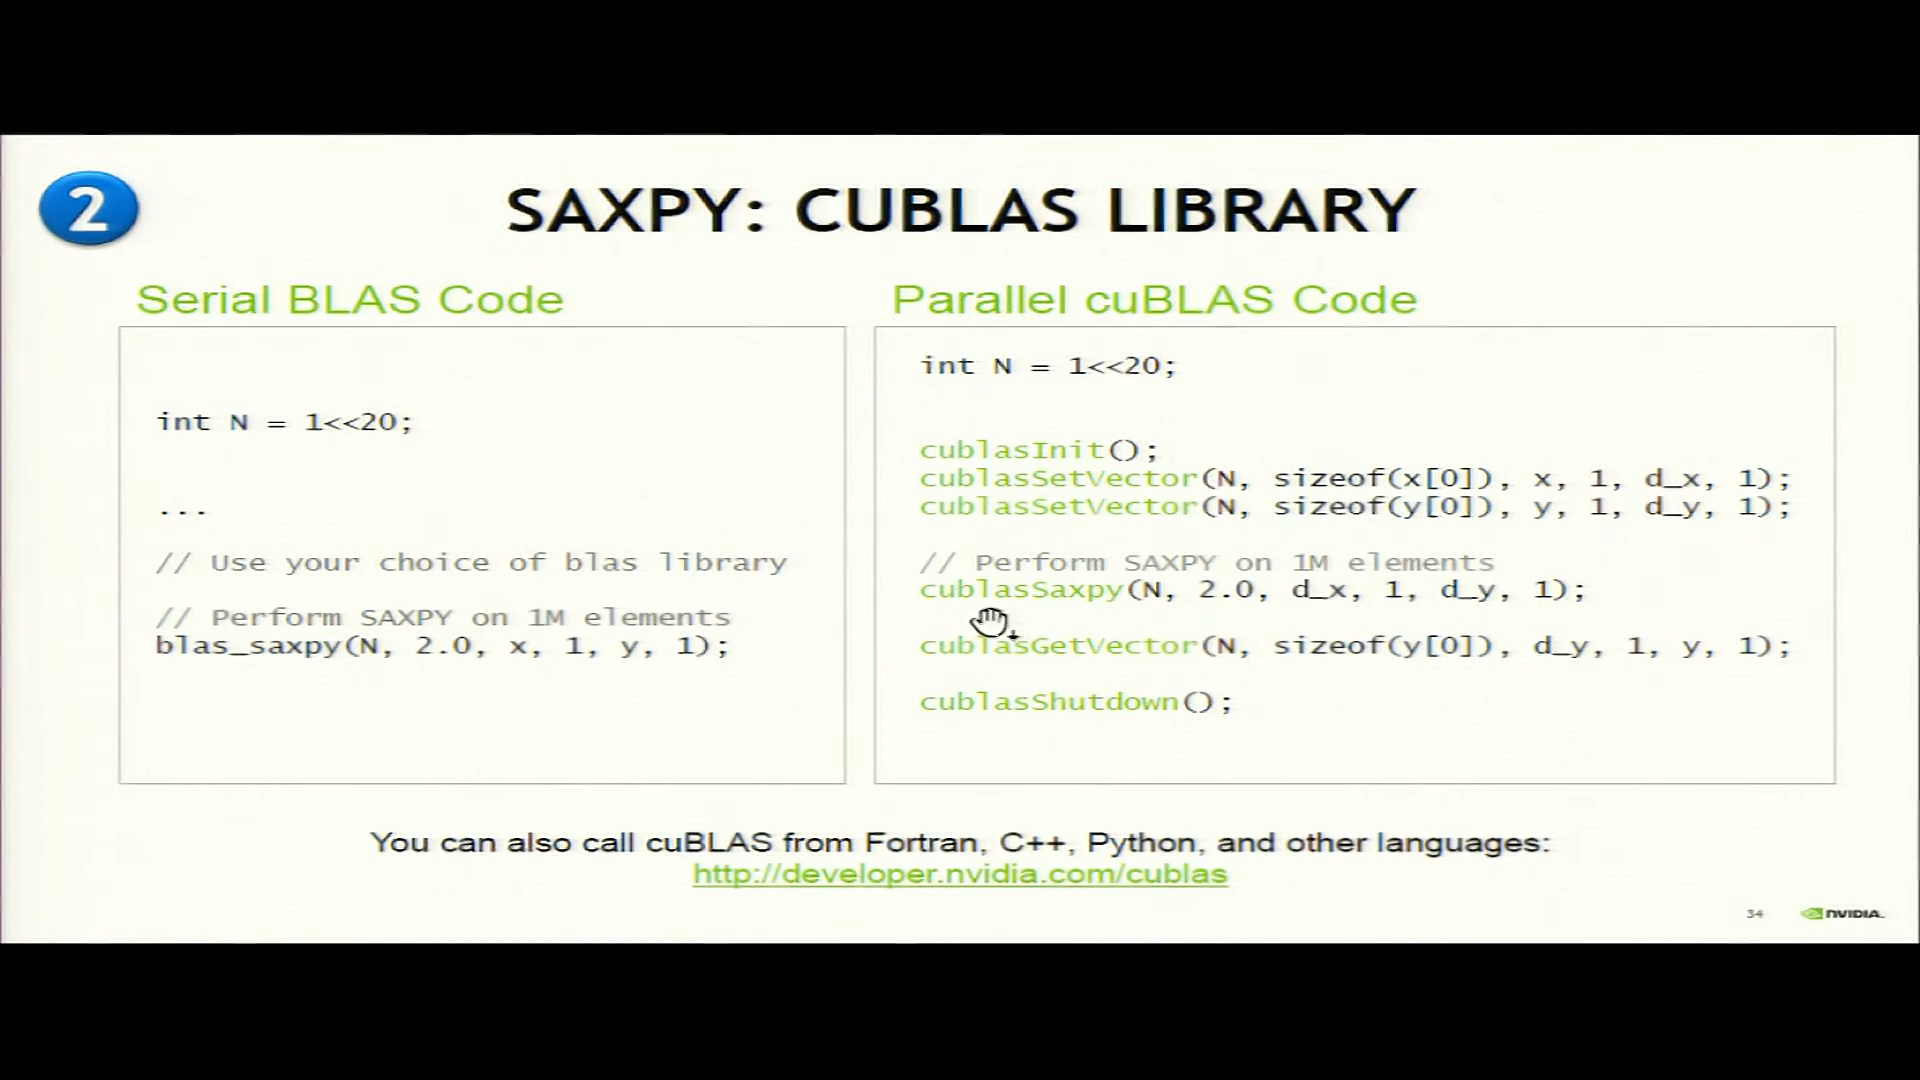 2
SAXPY: CUBLAS LIBRARY
Serial BLAS Code
int N = 1<<20;
...
// Use your choice of blas library
// Perform SAXPY on 1M elements
blas_saxpy(N, 2.0, x, 1, y, 1);
Parallel cuBLAS Code
int N = 1<<20;
cublasInit();
cublasSetVector(N, sizeof(x[0]), x, 1, d_x, 1);
cublasSetVector(N, sizeof(y[0]), y, 1, d_y, 1);
// Perform SAXPY on 1M elements
cublasSaxpy(N, 2.0, d_x, 1, d_y, 1);
cublasGetVector(N, sizeof(y[0]), d_y, 1, y, 1);
cublasShutdown();
You can also call cuBLAS from Fortran, C++, Python, and other languages:
http://developer.nvidia.com/cublas
34
NVIDIA.